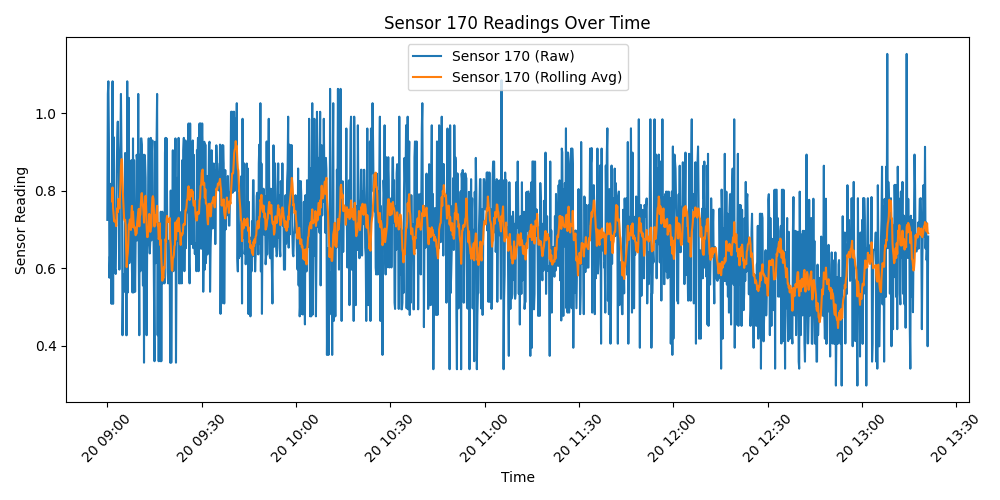 Sensor 170 Readings Over Time
Sensor 170 (Raw)
Sensor 170 (Rolling Avg)
Sensor Reading
1.0
0.8
0.6
0.4
20 09:00
20 09:30
20 10:00
20 10:30
20 11:00
20 11:30
20 12:00
20 12:30
20 13:00
20 13:30
Time